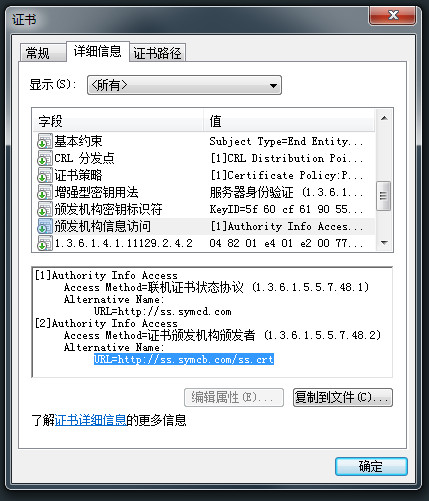 证书
常规 详细信息 证书路径
显示(S): <所有>
字段 值
基本约束 Subject Type=End Entity...
CRL 分发点 [1]CRL Distribution Poi...
证书策略 [1]Certificate Policy:P...
增强型密钥用法 服务器身份验证 (1.3.6.1...
颁发机构密钥标识符 KeyID=5f 60 cf 61 90 55...
颁发机构信息访问 [1]Authority Info Acces...
1.3.6.1.4.1.11129.2.4.2 04 82 01 e4 01 e2 00 77...
[1]Authority Info Access
Access Method=联机证书状态协议 (1.3.6.1.5.5.7.48.1)
Alternative Name:
URL=http://ss.symcd.com
[2]Authority Info Access
Access Method=证书颁发机构颁发者 (1.3.6.1.5.5.7.48.2)
Alternative Name:
URL=http://ss.symcb.com/ss.crt
编辑属性(E)... 复制到文件(C)...
了解证书详细信息的更多信息
确定